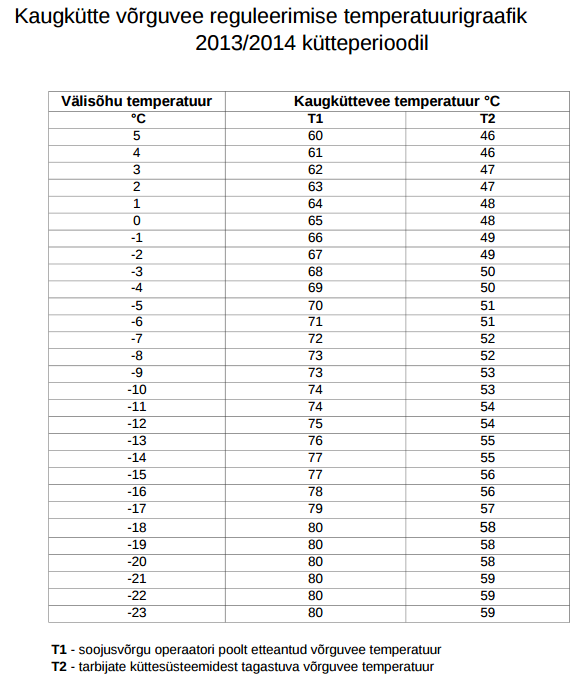 Kaugkütte võrguvee reguleerimise temperatuurigraafik
2013/2014 kütteperioodil
Välisõhu temperatuur Kaugküttevee temperatuur °C
°C T1 T2
5 60 46
4 61 46
3 62 47
2 63 47
1 64 48
0 65 48
-1 66 49
-2 67 49
-3 68 50
-4 69 50
-5 70 51
-6 71 51
-7 72 52
-8 73 52
-9 73 53
-10 74 53
-11 74 54
-12 75 54
-13 76 55
-14 77 55
-15 77 56
-16 78 56
-17 79 57
-18 80 58
-19 80 58
-20 80 58
-21 80 59
-22 80 59
-23 80 59
T1 - soojusvõrgu operaatori poolt etteantud võrguvee temperatuur
T2 - tarbijate küttesüsteemidest tagastuva võrguvee temperatuur